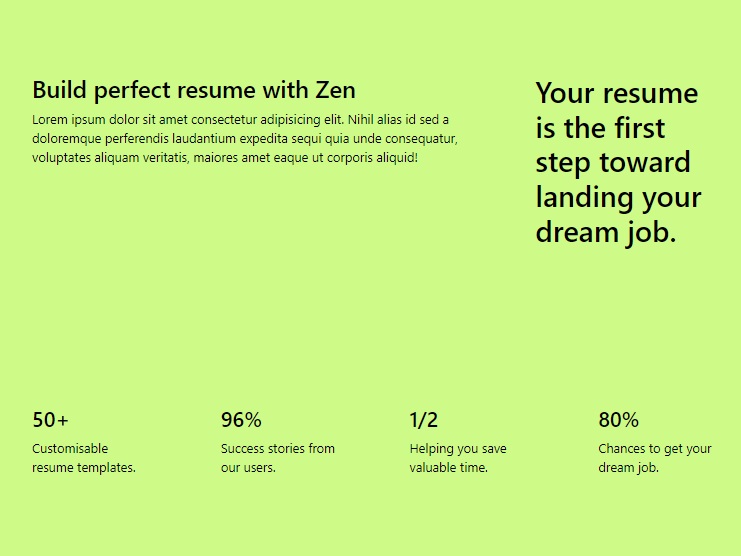 Build perfect resume with Zen
Lorem ipsum dolor sit amet consectetur adipisicing elit. Nihil alias id sed a
doloremque perferendis laudantium expedita sequi quia unde consequatur,
voluptates aliquam veritatis, maiores amet eaque ut corporis aliquid!
Your resume
is the first
step toward
landing your
dream job.
50+
Customisable
resume templates.
96%
Success stories from
our users.
1/2
Helping you save
valuable time.
80%
Chances to get your
dream job.